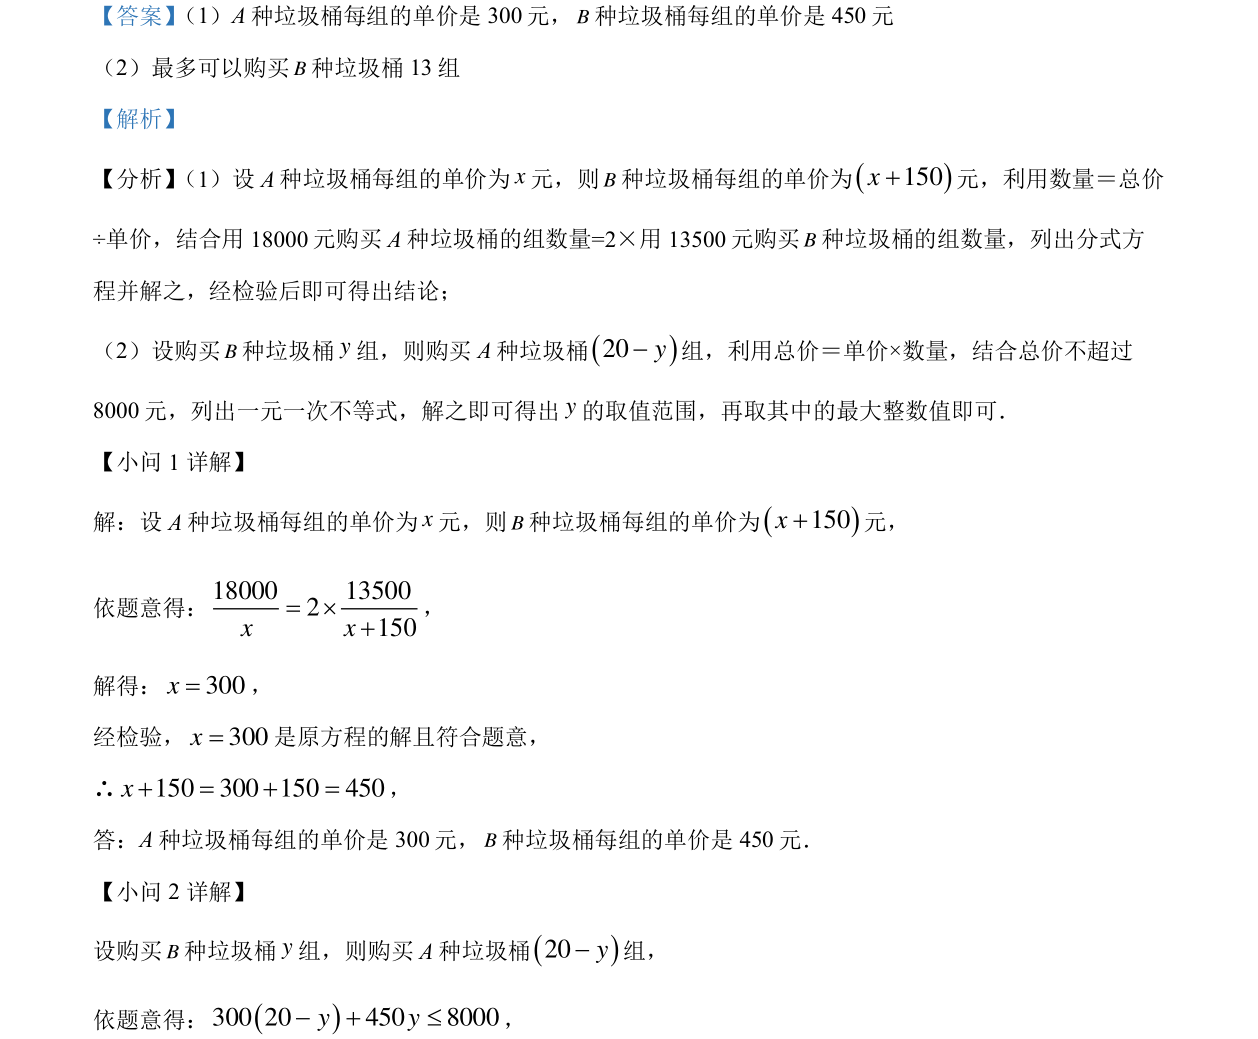 【答案】（1）A 种垃圾桶每组的单价是 300 元，B 种垃圾桶每组的单价是 450 元
（2）最多可以购买 B 种垃圾桶 13 组
【解析】
【分析】（1）设 A 种垃圾桶每组的单价为 x 元，则 B 种垃圾桶每组的单价为(x+150)元，利用数量＝总价
÷单价，结合用 18000 元购买 A 种垃圾桶的组数量=2×用 13500 元购买 B 种垃圾桶的组数量，列出分式方
程并解之，经检验后即可得出结论；
（2）设购买 B 种垃圾桶 y 组，则购买 A 种垃圾桶(20−y)组，利用总价＝单价×数量，结合总价不超过
8000 元，列出一元一次不等式，解之即可得出 y 的取值范围，再取其中的最大整数值即可．
【小问 1 详解】
解：设 A 种垃圾桶每组的单价为 x 元，则 B 种垃圾桶每组的单价为(x+150)元，
依题意得：18000/x = 2×13500/(x+150)，
解得：x=300，
经检验，x=300 是原方程的解且符合题意，
∴x+150=300+150=450，
答：A 种垃圾桶每组的单价是 300 元，B 种垃圾桶每组的单价是 450 元．
【小问 2 详解】
设购买 B 种垃圾桶 y 组，则购买 A 种垃圾桶(20−y)组，
依题意得：300(20−y)+450y≤8000，